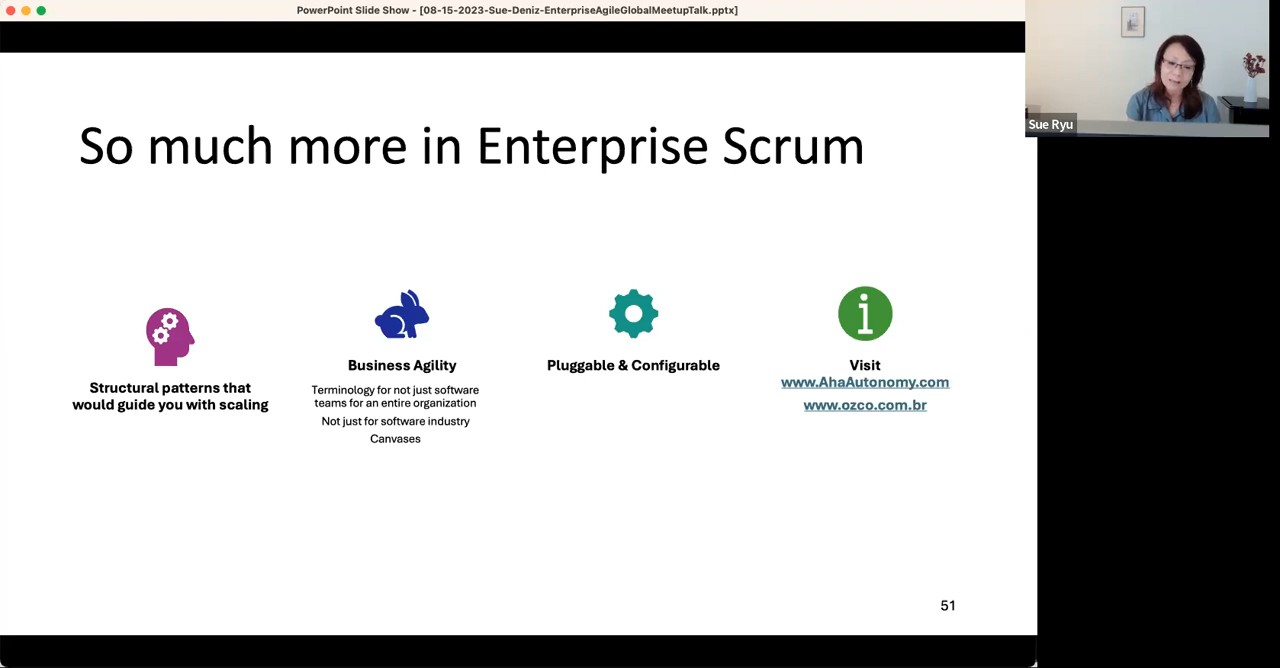 PowerPoint Slide Show - [08-15-2023-Sue-Deniz-EnterpriseAgileGlobalMeetupTalk.pptx]
Sue Ryu
So much more in Enterprise Scrum
Structural patterns that
would guide you with scaling
Business Agility
Terminology for not just software
teams for an entire organization
Not just for software industry
Canvases
Pluggable & Configurable
Visit
www.AhaAutonomy.com
www.ozco.com.br
51